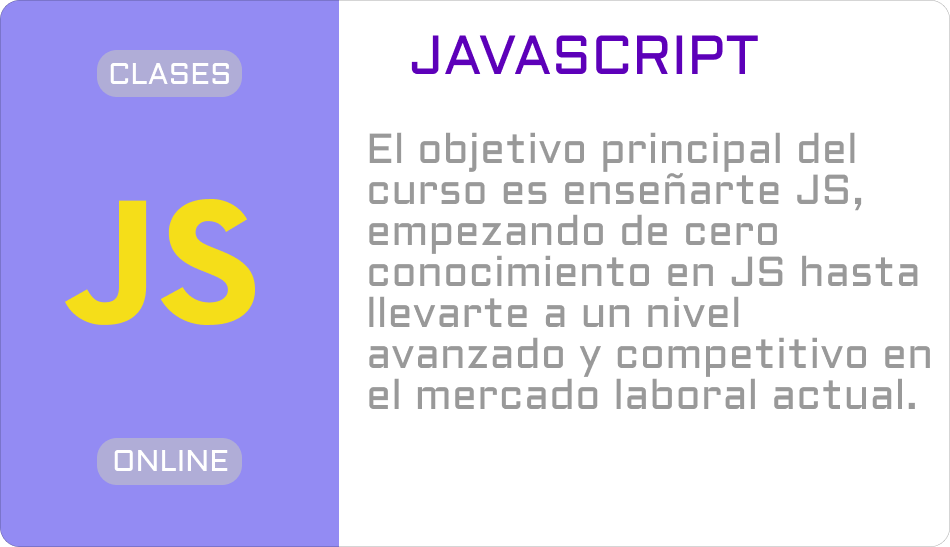 CLASES
JS
ONLINE
JAVASCRIPT
El objetivo principal del
curso es enseñarte JS,
empezando de cero
conocimiento en JS hasta
llevarte a un nivel
avanzado y competitivo en
el mercado laboral actual.